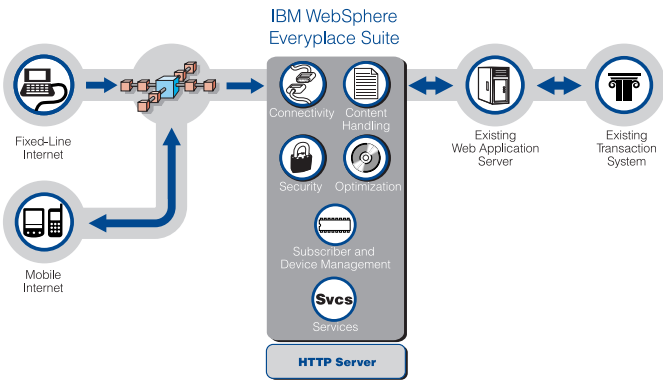 IBM WebSphere
Everyplace Suite
Fixed-Line
Internet
Connectivity
Content
Handling
Existing
Web Application
Server
Existing
Transaction
System
Security
Optimization
Subscriber and
Device Management
Mobile
Internet
Svcs
Services
HTTP Server